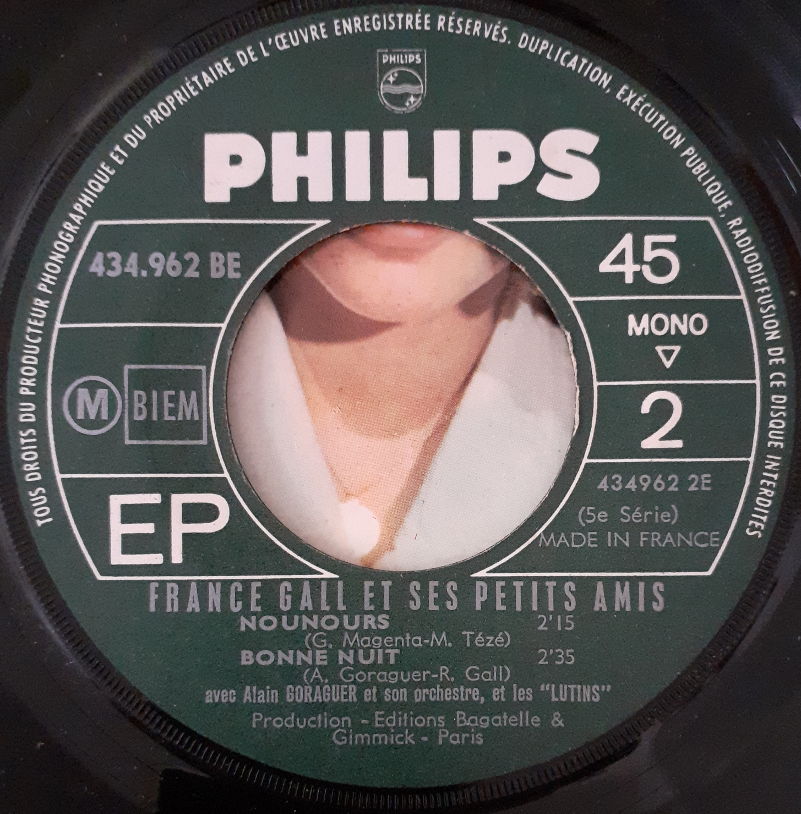 TOUS DROITS DU PRODUCTEUR PHONOGRAPHIQUE ET DU PROPRIÉTAIRE DE L'ŒUVRE ENREGISTRÉE RÉSERVÉS. DUPLICATION, EXÉCUTION PUBLIQUE, RADIODIFFUSION DE CE DISQUE INTERDITES
PHILIPS
PHILIPS
434.962 BE
45
MONO
M BIEM
2
434962 2E
(5e Série)
EP
MADE IN FRANCE
FRANCE GALL ET SES PETITS AMIS
NOUNOURS 2'15
(G. Magenta-M. Tézé)
BONNE NUIT 2'35
(A. Goraguer-R. Gall)
avec Alain GORAGUER et son orchestre, et les "LUTINS"
Production - Editions Bagatelle &
Gimmick - Paris